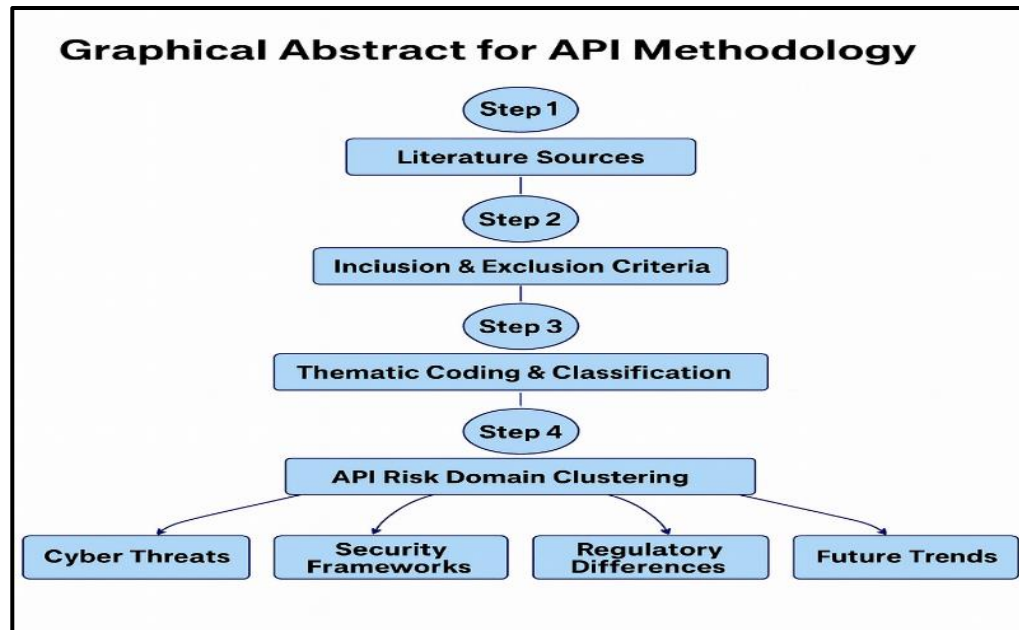 Graphical Abstract for API Methodology
Step 1
Literature Sources
Step 2
Inciusion & Exclusion Criteria
Step 3
Thematic Coding & Classification
Step 4
API Risk Domain Clustering
Cyber Threats
Security
Frameworks
Regulatory
Differences
Future Trends